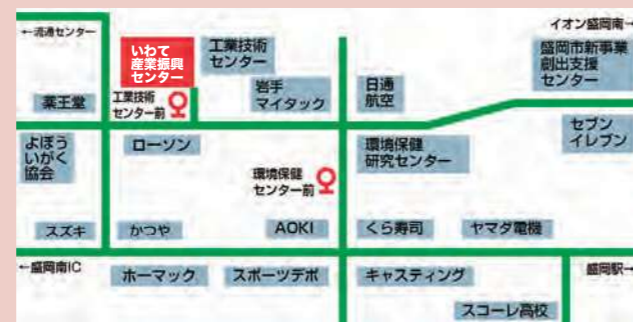 ←流通センター
イオン盛岡南→
いわて
産業振興
センター
工業技術
センター
盛岡市新事業
創出支援
センター
薬王堂
工業技術
センター前
岩手
マイタック
日通
航空
セブン
イレブン
よぼう
いがく
協会
ローソン
環境保健
研究センター
環境保健
センター前
スズキ
かつや
AOKI
くら寿司
ヤマダ電機
←盛岡南IC
盛岡駅→
ホーマック
スポーツデポ
キャスティング
スコーレ高校